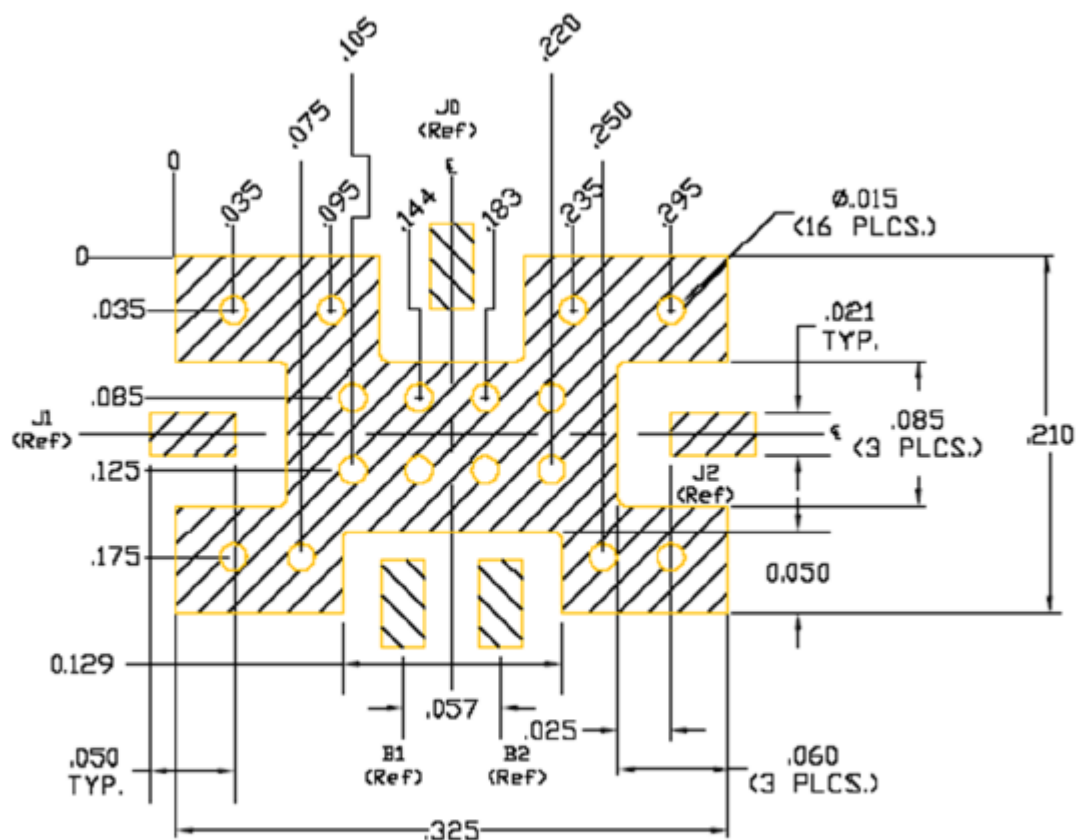 .105
.220
J0
(Ref)
.075
.250
0
℄
.035
.095
.144
.183
.235
.295
Ø.015
(16 PLCS.)
0
.035
.021
TYP.
.085
J1
(Ref)
℄
.085
(3 PLCS.)
.210
.125
J2
(Ref)
.175
0.050
0.129
.057
.025
.050
TYP.
B1
(Ref)
B2
(Ref)
.060
(3 PLCS.)
.325